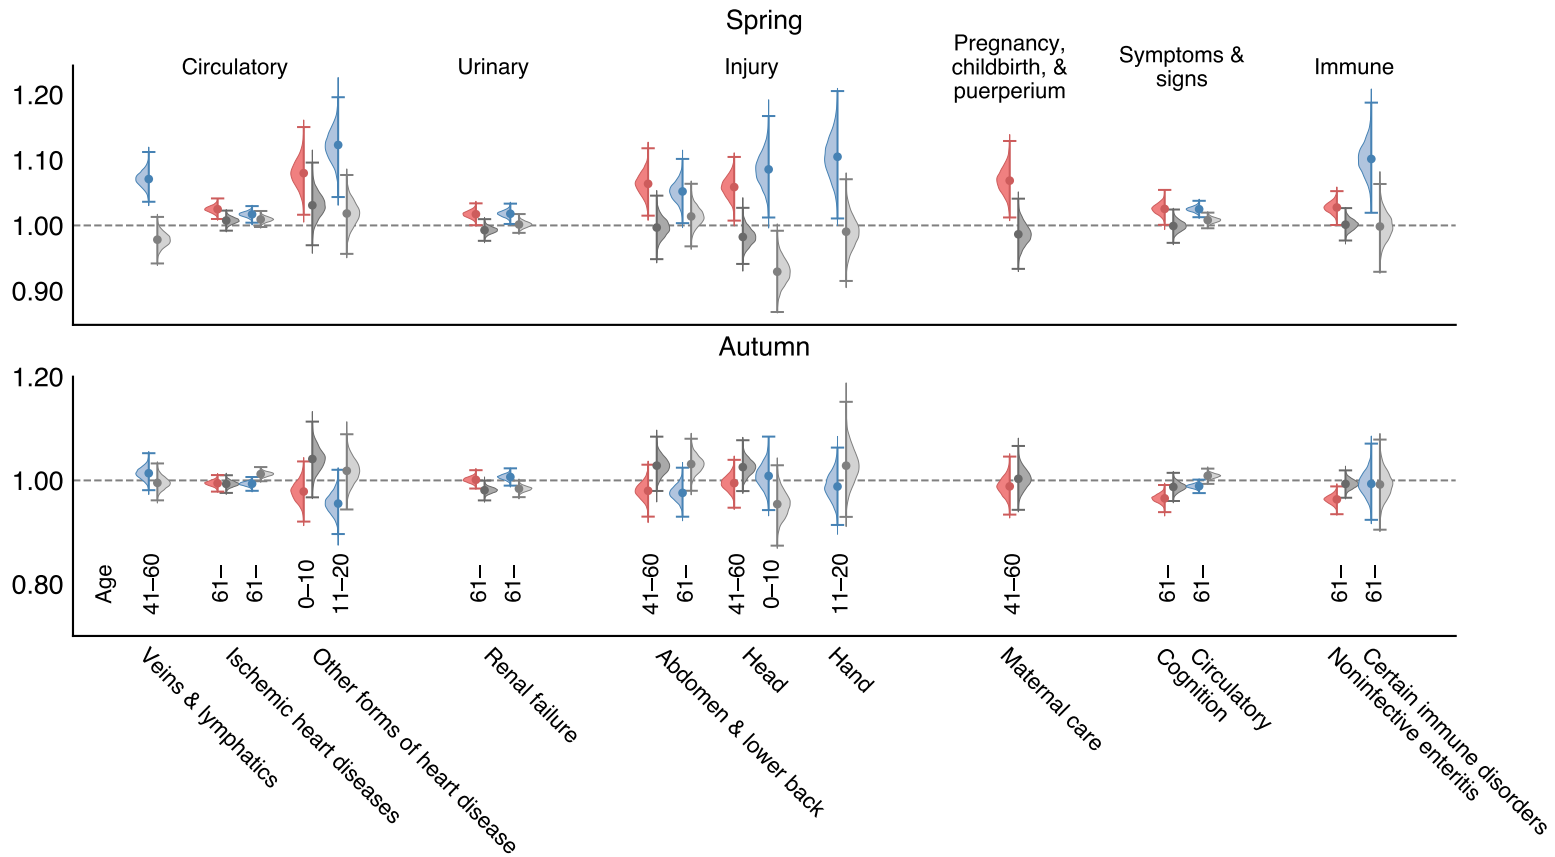 Spring
Circulatory
Urinary
Injury
Pregnancy,
childbirth, &
puerperium
Symptoms &
signs
Immune
1.20
1.10
1.00
0.90
Autumn
1.20
1.00
0.80
Age
41–60
61–
61–
0–10
11–20
61–
61–
41–60
61–
41–60
0–10
11–20
41–60
61–
61–
61–
61–
Veins & lymphatics
Ischemic heart diseases
Other forms of heart disease
Renal failure
Abdomen & lower back
Head
Hand
Maternal care
Cognition
Circulatory
Noninfective enteritis
Certain immune disorders